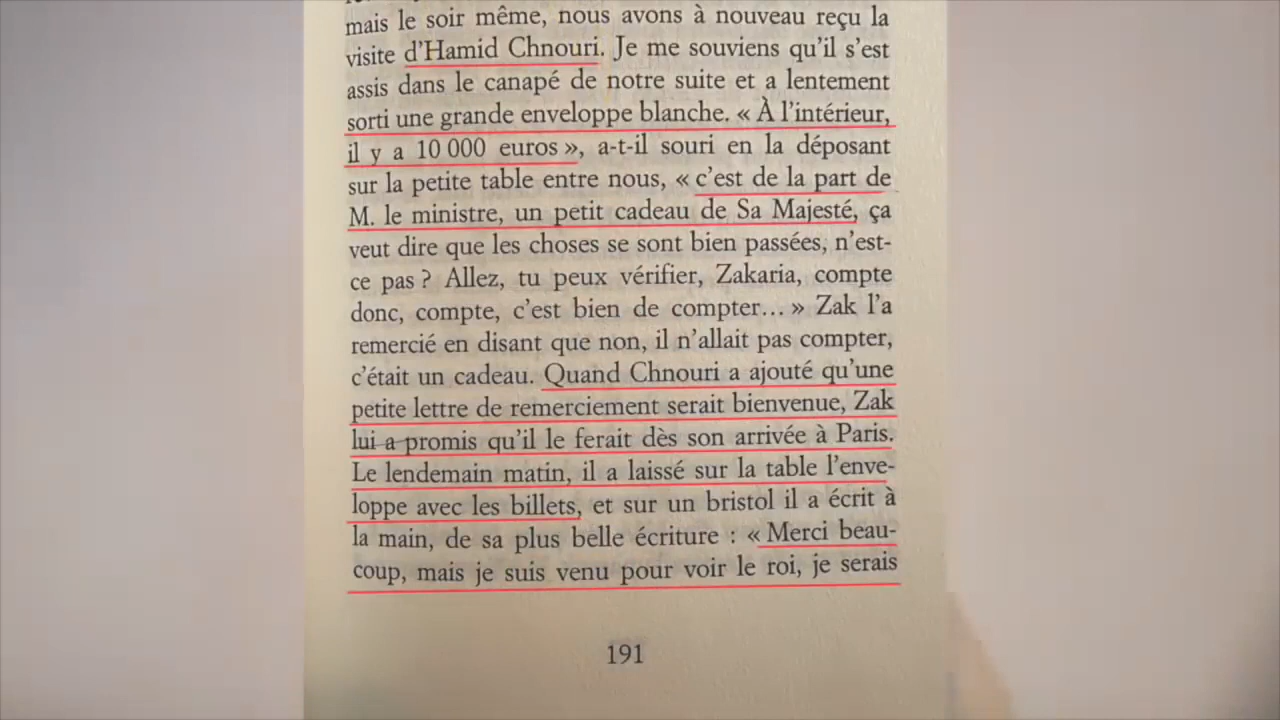 mais le soir même, nous avons à nouveau reçu la
visite d'Hamid Chnouri. Je me souviens qu'il s'est
assis dans le canapé de notre suite et a lentement
sorti une grande enveloppe blanche. « À l'intérieur,
il y a 10 000 euros », a-t-il souri en la déposant
sur la petite table entre nous, « c'est de la part de
M. le ministre, un petit cadeau de Sa Majesté, ça
veut dire que les choses se sont bien passées, n'est-
ce pas ? Allez, tu peux vérifier, Zakaria, compte
donc, compte, c'est bien de compter... » Zak l'a
remercié en disant que non, il n'allait pas compter,
c'était un cadeau. Quand Chnouri a ajouté qu'une
petite lettre de remerciement serait bienvenue, Zak
lui a promis qu'il le ferait dès son arrivée à Paris.
Le lendemain matin, il a laissé sur la table l'enve-
loppe avec les billets, et sur un bristol il a écrit à
la main, de sa plus belle écriture : « Merci beau-
coup, mais je suis venu pour voir le roi, je serais
191